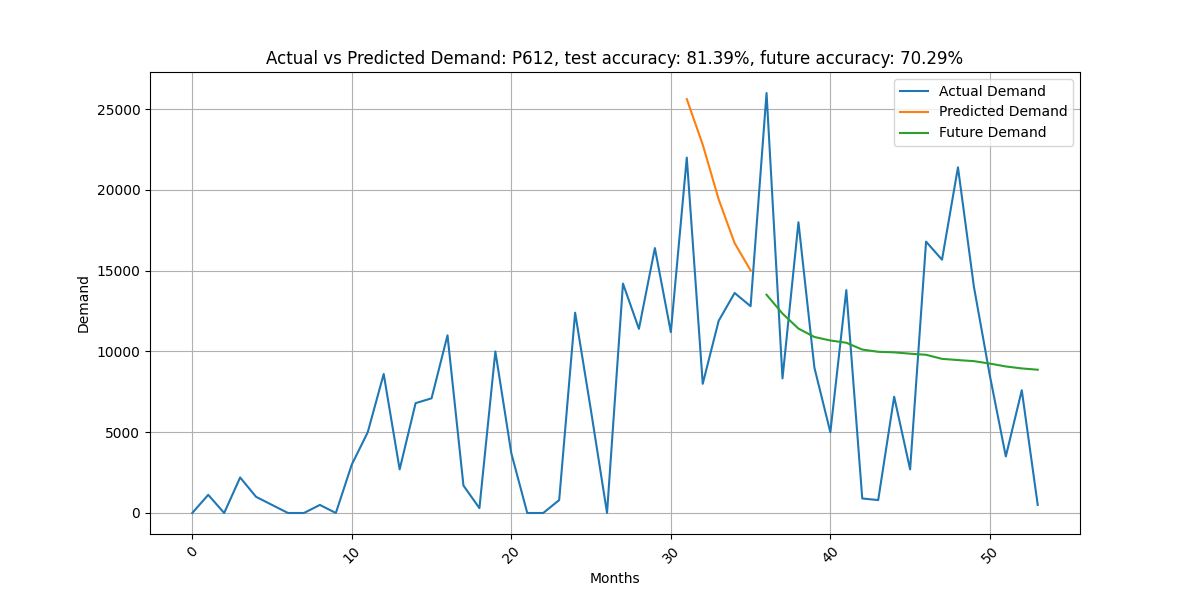 Actual vs Predicted Demand: P612, test accuracy: 81.39%, future accuracy: 70.29%
Actual Demand
Predicted Demand
Future Demand
25000
20000
15000
10000
5000
0
Demand
0 10 20 30 40 50
Months